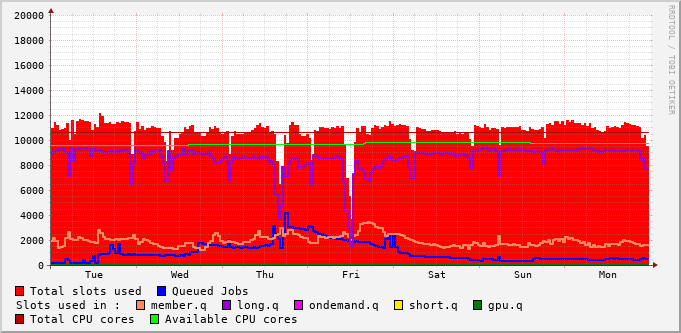 20000
18000
16000
14000
12000
10000
8000
6000
4000
2000
0
Tue Wed Thu Fri Sat Sun Mon
RRDTOOL / TOBI OETIKER
Total slots used Queued Jobs
Slots used in : member.q long.q ondemand.q short.q gpu.q
Total CPU cores Available CPU cores